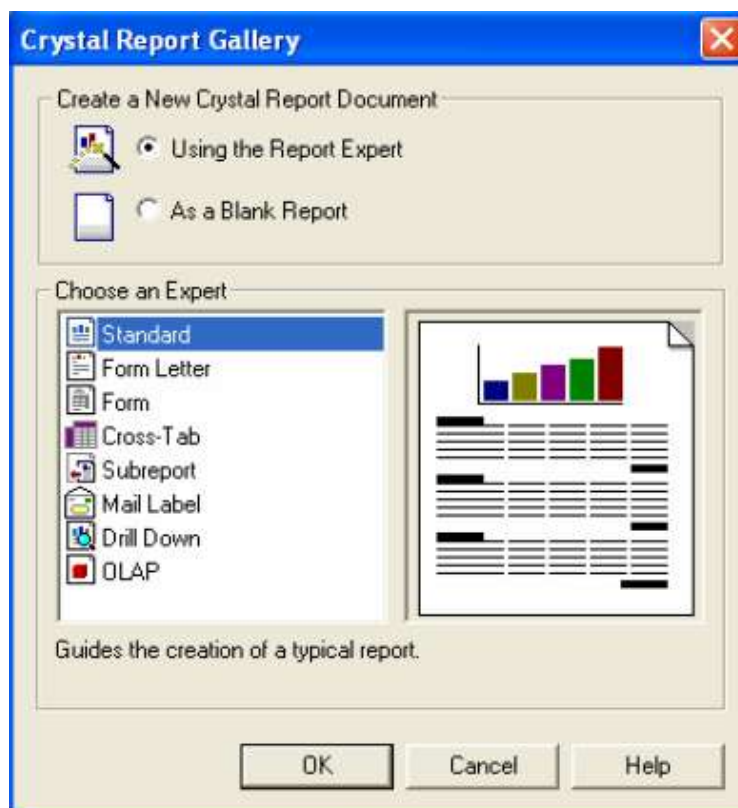 Crystal Report Gallery
Create a New Crystal Report Document
Using the Report Expert
As a Blank Report
Choose an Expert
Standard
Form Letter
Form
Cross-Tab
Subreport
Mail Label
Drill Down
OLAP
Guides the creation of a typical report.
OK Cancel Help